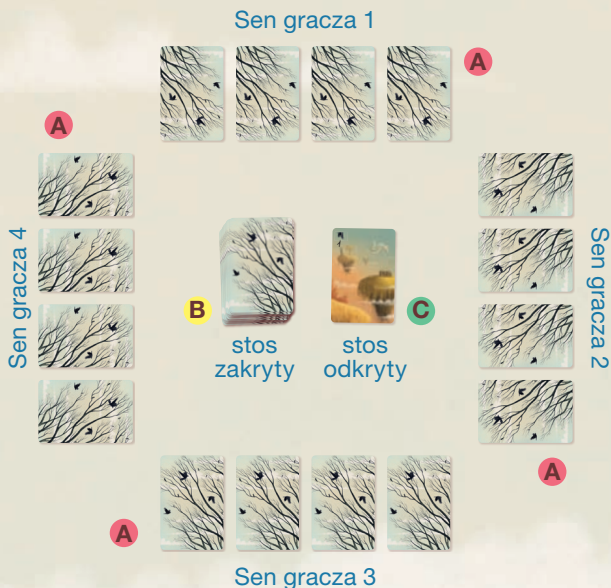 Sen gracza 1
A
A
Sen gracza 4
Sen gracza 2
B
C
stos
zakryty
stos
odkryty
A
A
Sen gracza 3